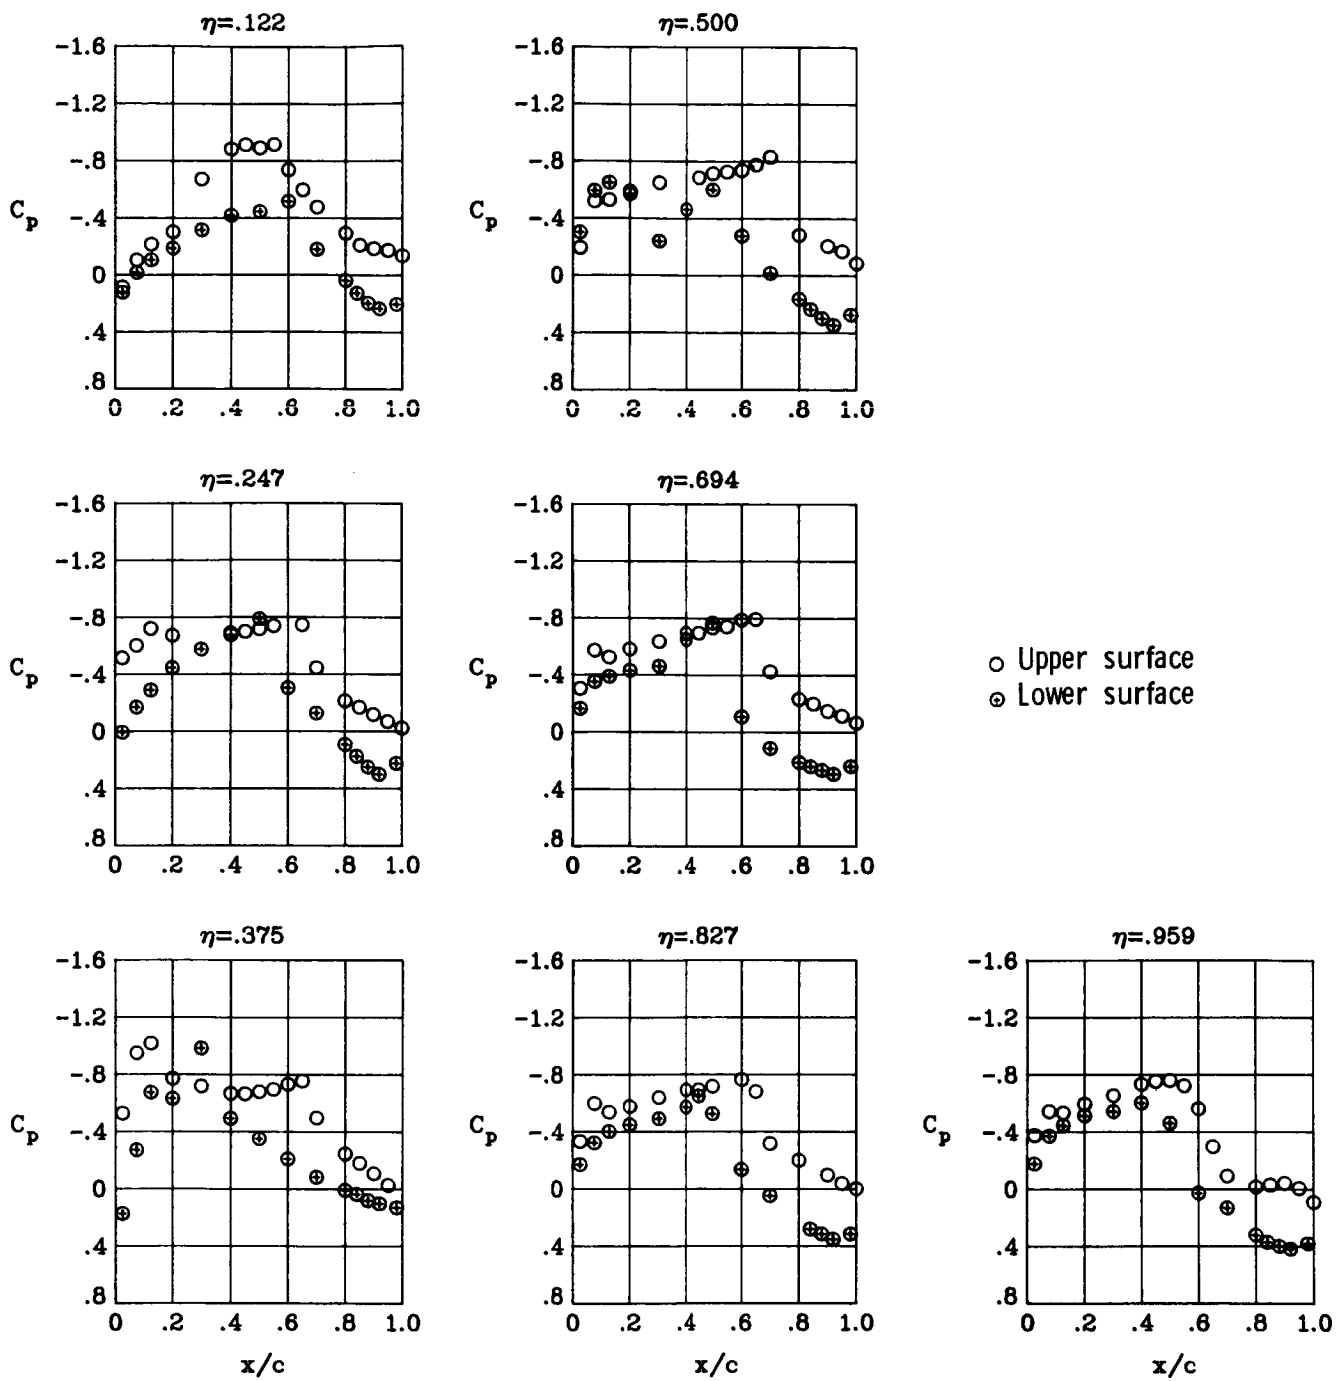 η=.122
η=.500
-1.6
-1.2
-.8
-.4
0
.4
.8
C_p
0 .2 .4 .6 .8 1.0
-1.6
-1.2
-.8
-.4
0
.4
.8
C_p
0 .2 .4 .6 .8 1.0
η=.247
η=.694
-1.6
-1.2
-.8
-.4
0
.4
.8
C_p
0 .2 .4 .6 .8 1.0
-1.6
-1.2
-.8
-.4
0
.4
.8
C_p
0 .2 .4 .6 .8 1.0
Upper surface
Lower surface
η=.375
η=.827
η=.959
-1.6
-1.2
-.8
-.4
0
.4
.8
C_p
0 .2 .4 .6 .8 1.0
x/c
-1.6
-1.2
-.8
-.4
0
.4
.8
C_p
0 .2 .4 .6 .8 1.0
x/c
-1.6
-1.2
-.8
-.4
0
.4
.8
C_p
0 .2 .4 .6 .8 1.0
x/c